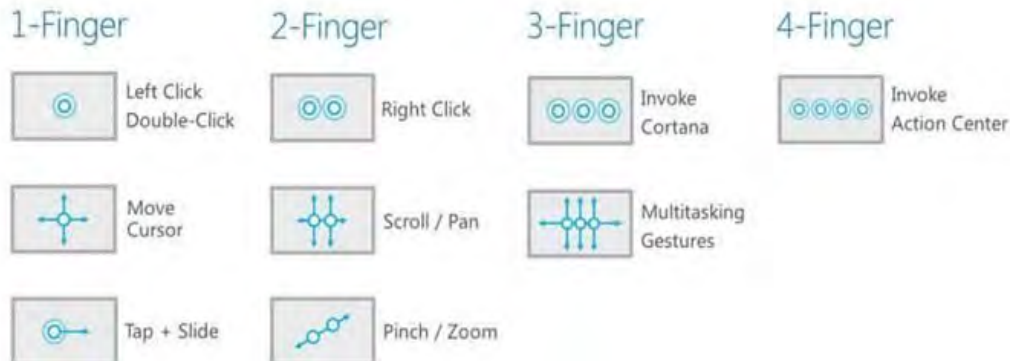 1-Finger
2-Finger
3-Finger
4-Finger
Left Click
Double-Click
Right Click
Invoke
Cortana
Invoke
Action Center
Move
Cursor
Scroll / Pan
Multitasking
Gestures
Tap + Slide
Pinch / Zoom